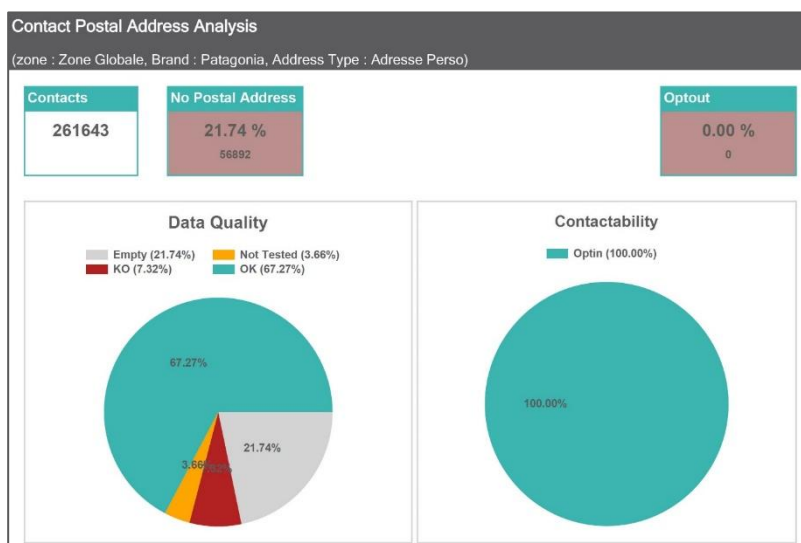 Contact Postal Address Analysis
(zone : Zone Globale, Brand : Patagonia, Address Type : Adresse Perso)
Contacts
261643
No Postal Address
21.74 %
56892
Optout
0.00 %
0
Data Quality
Empty (21.74%)
Not Tested (3.66%)
KO (7.32%)
OK (67.27%)
67.27%
21.74%
Contactability
Optin (100.00%)
100.00%